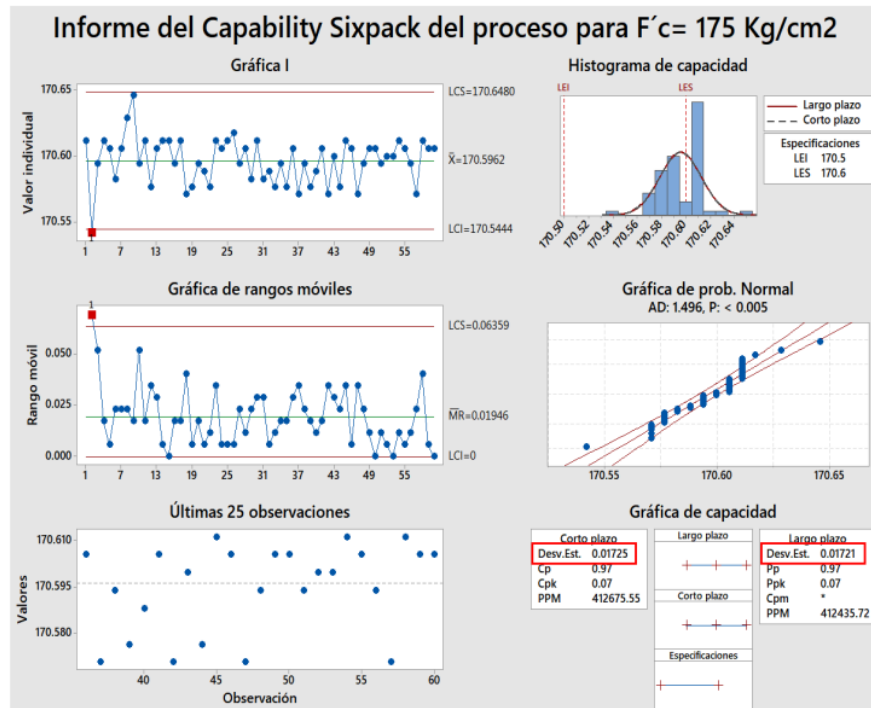 Informe del Capability Sixpack del proceso para F´c= 175 Kg/cm2
Gráfica I
Valor individual
170.65
170.60
170.55
1 7 13 19 25 31 37 43 49 55
1
LCS=170.6480
X̄=170.5962
LCI=170.5444
Histograma de capacidad
LEI LES
170.50 170.52 170.54 170.56 170.58 170.60 170.62 170.64
Largo plazo
Corto plazo
Especificaciones
LEI 170.5
LES 170.6
Gráfica de rangos móviles
Rango móvil
0.050
0.025
0.000
1 7 13 19 25 31 37 43 49 55
1
LCS=0.06359
M̅R̅=0.01946
LCI=0
Gráfica de prob. Normal
AD: 1.496, P: < 0.005
170.55 170.60 170.65
Últimas 25 observaciones
Valores
170.610
170.595
170.580
40 45 50 55 60
Observación
Gráfica de capacidad
Corto plazo
Desv.Est. 0.01725
Cp 0.97
Cpk 0.07
PPM 412675.55
Largo plazo
Corto plazo
Especificaciones
Largo plazo
Desv.Est. 0.01721
Pp 0.97
Ppk 0.07
Cpm *
PPM 412435.72